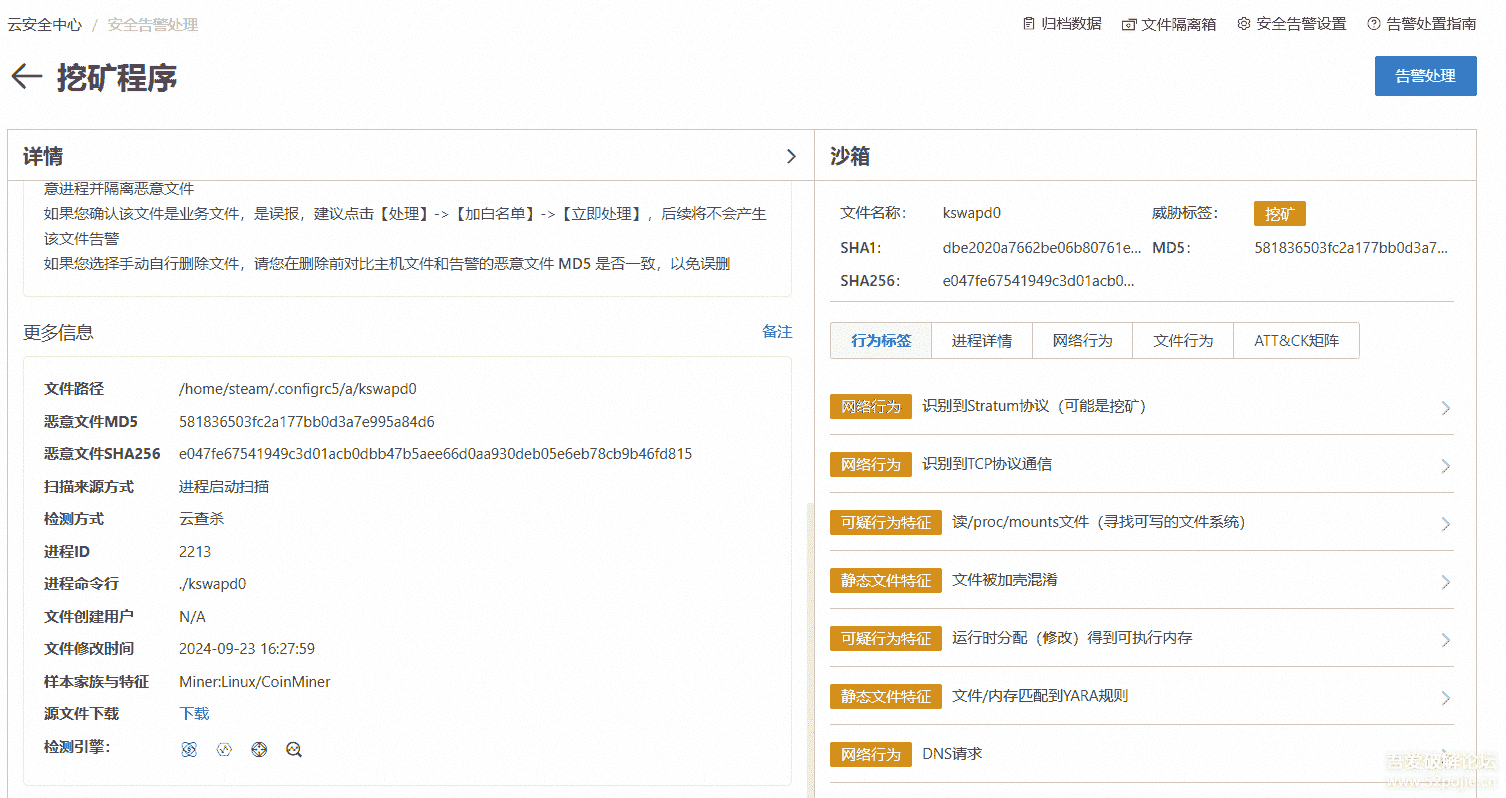 云安全中心 / 安全告警处理
归档数据 文件隔离箱 安全告警设置 告警处置指南
挖矿程序
告警处理
详情
意进程并隔离恶意文件
如果您确认该文件是业务文件，是误报，建议点击【处理】->【加白名单】->【立即处理】，后续将不会产生
该文件告警
如果您选择手动自行删除文件，请您在删除前对比主机文件和告警的恶意文件 MD5 是否一致，以免误删
更多信息 备注
文件路径 /home/steam/.configrc5/a/kswapd0
恶意文件MD5 581836503fc2a177bb0d3a7e995a84d6
恶意文件SHA256 e047fe67541949c3d01acb0dbb47b5aee66d0aa930deb05e6eb78cb9b46fd815
扫描来源方式 进程启动扫描
检测方式 云查杀
进程ID 2213
进程命令行 ./kswapd0
文件创建用户 N/A
文件修改时间 2024-09-23 16:27:59
样本家族与特征 Miner:Linux/CoinMiner
源文件下载 下载
检测引擎：
沙箱
文件名称： kswapd0 威胁标签： 挖矿
SHA1: dbe2020a7662be06b80761e... MD5: 581836503fc2a177bb0d3a7...
SHA256: e047fe67541949c3d01acb0...
行为标签 进程详情 网络行为 文件行为 ATT&CK矩阵
网络行为 识别到Stratum协议（可能是挖矿）
网络行为 识别到TCP协议通信
可疑行为特征 读/proc/mounts文件（寻找可写的文件系统）
静态文件特征 文件被加壳混淆
可疑行为特征 运行时分配（修改）得到可执行内存
静态文件特征 文件/内存匹配到YARA规则
网络行为 DNS请求
吾爱破解论坛
www.52pojie.cn